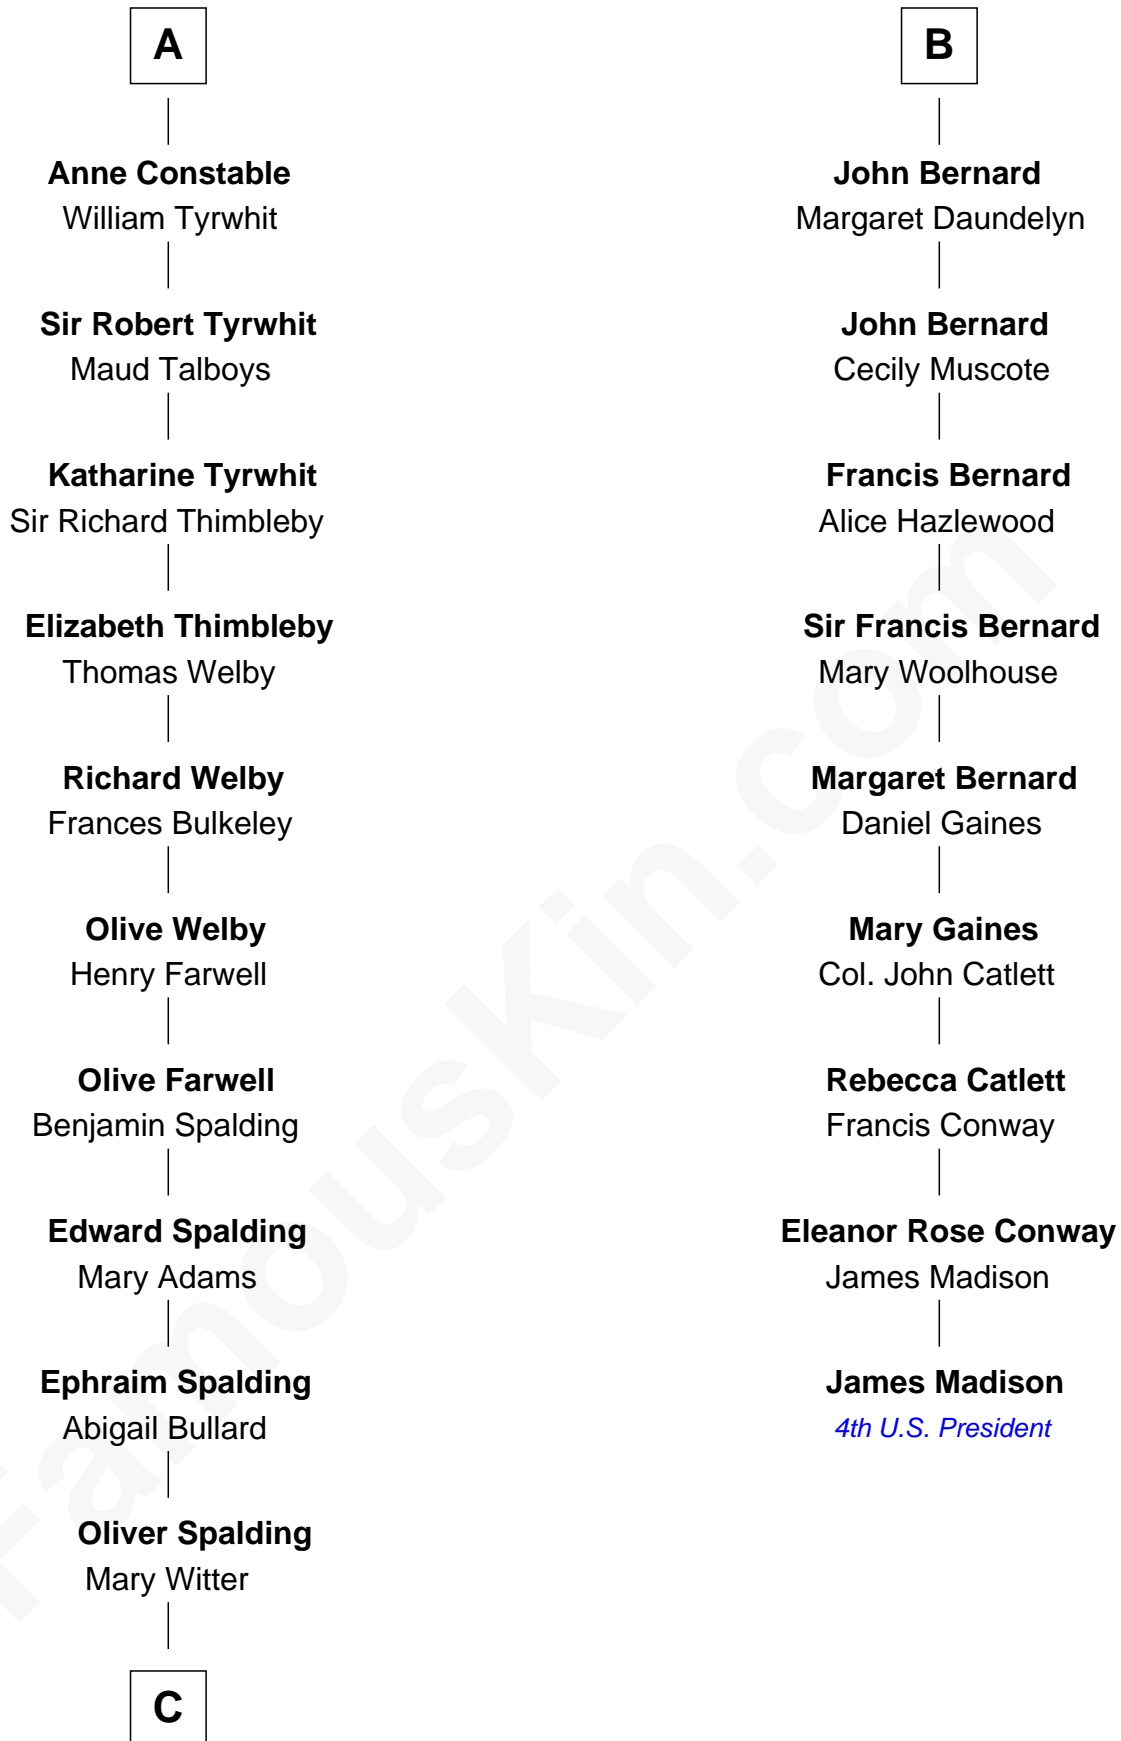 A
Anne Constable
William Tyrwhit
Sir Robert Tyrwhit
Maud Talboys
Katharine Tyrwhit
Sir Richard Thimbleby
Elizabeth Thimbleby
Thomas Welby
Richard Welby
Frances Bulkeley
Olive Welby
Henry Farwell
Olive Farwell
Benjamin Spalding
Edward Spalding
Mary Adams
Ephraim Spalding
Abigail Bullard
Oliver Spalding
Mary Witter
C
B
John Bernard
Margaret Daundelyn
John Bernard
Cecily Muscote
Francis Bernard
Alice Hazlewood
Sir Francis Bernard
Mary Woolhouse
Margaret Bernard
Daniel Gaines
Mary Gaines
Col. John Catlett
Rebecca Catlett
Francis Conway
Eleanor Rose Conway
James Madison
James Madison
4th U.S. President
FamousKin.com